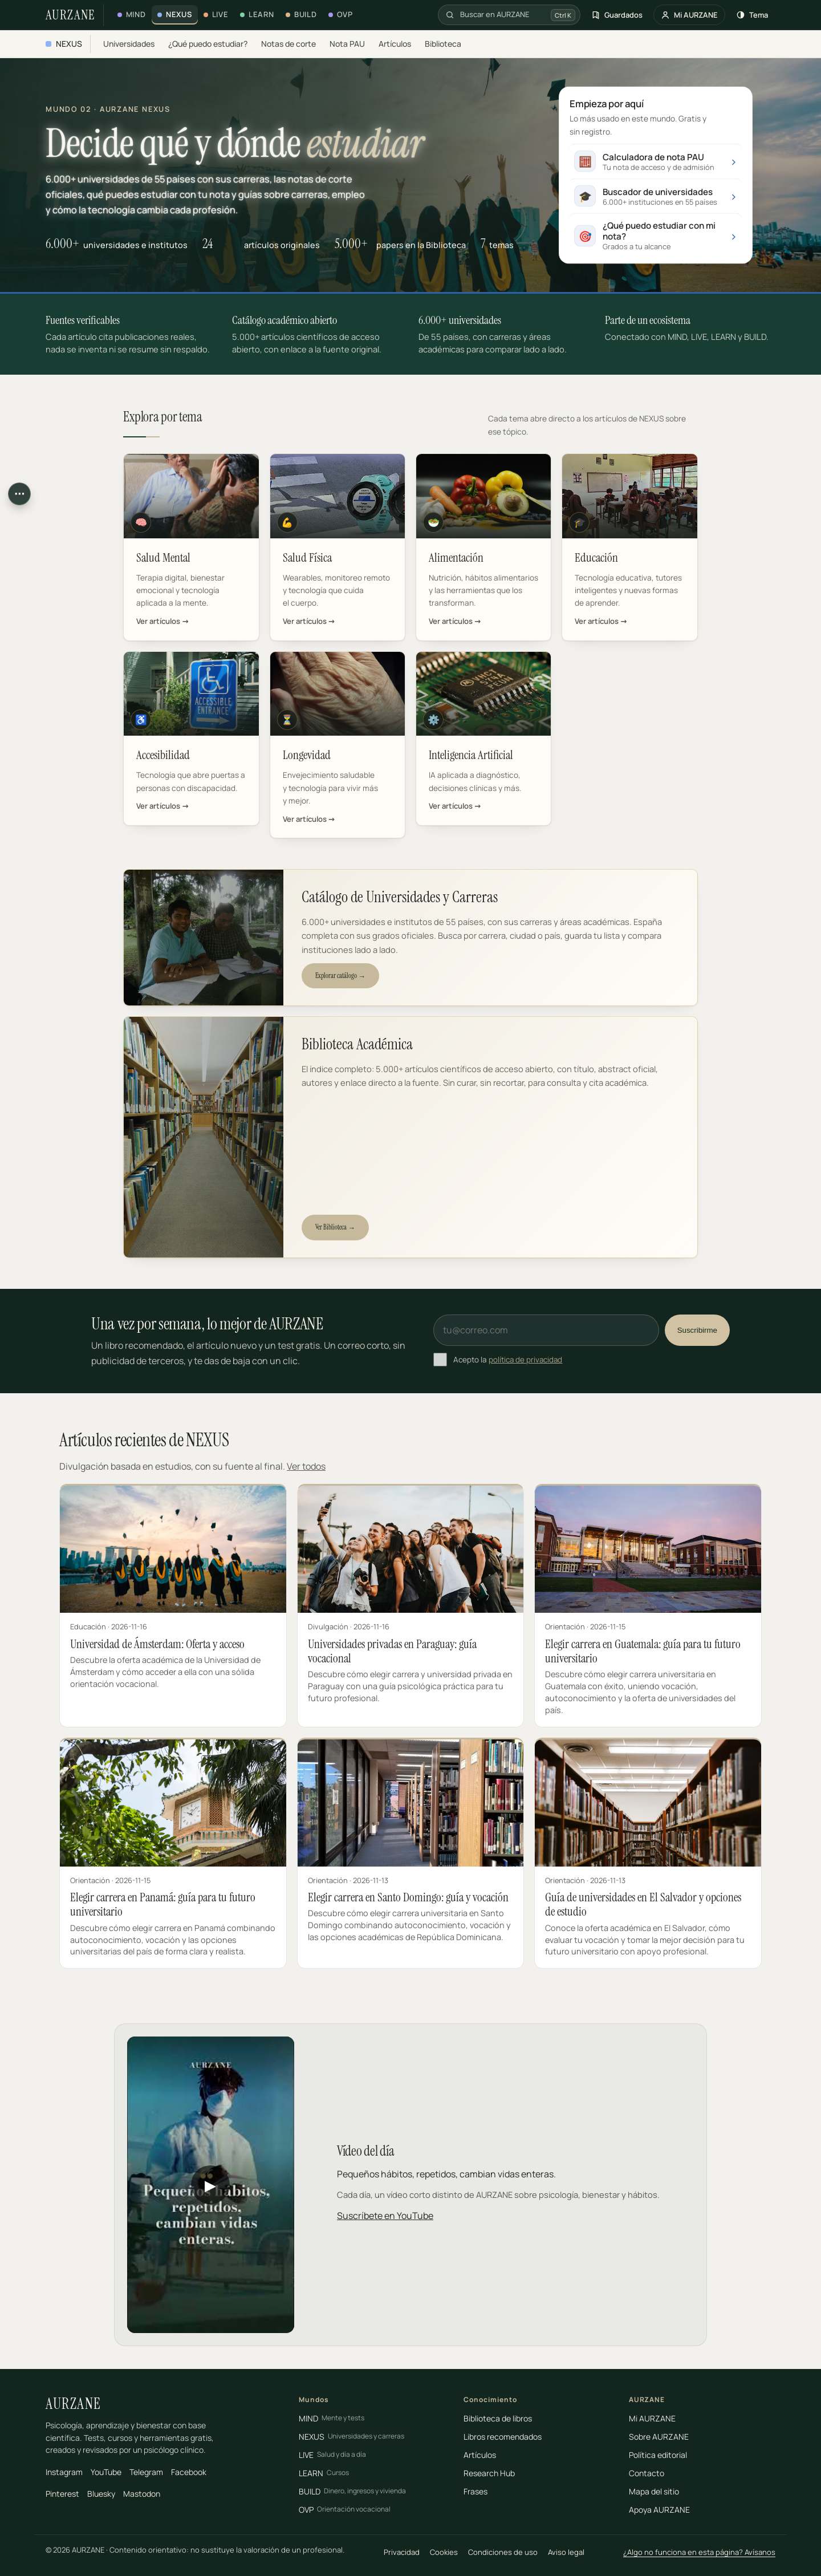 AURZANE
MIND
NEXUS
LIVE
LEARN
BUILD
OVP
Buscar en AURZANE
Ctrl K
Guardados
Mi AURZANE
Tema
NEXUS
Universidades
¿Qué puedo estudiar?
Notas de corte
Nota PAU
Artículos
Biblioteca
MUNDO 02 · AURZANE NEXUS
Decide qué y dónde estudiar
6.000+ universidades de 55 países con sus carreras, las notas de corte
oficiales, qué puedes estudiar con tu nota y guías sobre carreras, empleo
y cómo la tecnología cambia cada profesión.
6.000+ universidades e institutos
24 artículos originales
5.000+ papers en la Biblioteca
7 temas
Empieza por aquí
Lo más usado en este mundo. Gratis y
sin registro.
Calculadora de nota PAU
Tu nota de acceso y de admisión
Buscador de universidades
6.000+ instituciones en 55 países
¿Qué puedo estudiar con mi
nota?
Grados a tu alcance
Fuentes verificables
Cada artículo cita publicaciones reales,
nada se inventa ni se resume sin respaldo.
Catálogo académico abierto
5.000+ artículos científicos de acceso
abierto, con enlace a la fuente original.
6.000+ universidades
De 55 países, con carreras y áreas
académicas para comparar lado a lado.
Parte de un ecosistema
Conectado con MIND, LIVE, LEARN y BUILD.
Explora por tema
Cada tema abre directo a los artículos de NEXUS sobre
ese tópico.
Salud Mental
Terapia digital, bienestar
emocional y tecnología
aplicada a la mente.
Ver artículos →
Salud Física
Wearables, monitoreo remoto
y tecnología que cuida
el cuerpo.
Ver artículos →
Alimentación
Nutrición, hábitos alimentarios
y las herramientas que los
transforman.
Ver artículos →
Educación
Tecnología educativa, tutores
inteligentes y nuevas formas
de aprender.
Ver artículos →
ACCESSIBLE
ENTRANCE
Accesibilidad
Tecnología que abre puertas a
personas con discapacidad.
Ver artículos →
Longevidad
Envejecimiento saludable
y tecnología para vivir más
y mejor.
Ver artículos →
Inteligencia Artificial
IA aplicada a diagnóstico,
decisiones clínicas y más.
Ver artículos →
Catálogo de Universidades y Carreras
6.000+ universidades e institutos de 55 países, con sus carreras y áreas académicas. España
completa con sus grados oficiales. Busca por carrera, ciudad o país, guarda tu lista y compara
instituciones lado a lado.
Explorar catálogo →
Biblioteca Académica
El índice completo: 5.000+ artículos científicos de acceso abierto, con título, abstract oficial,
autores y enlace directo a la fuente. Sin curar, sin recortar, para consulta y cita académica.
Ver Biblioteca →
Una vez por semana, lo mejor de AURZANE
Un libro recomendado, el artículo nuevo y un test gratis. Un correo corto, sin
publicidad de terceros, y te das de baja con un clic.
tu@correo.com
Suscribirme
Acepto la política de privacidad
Artículos recientes de NEXUS
Divulgación basada en estudios, con su fuente al final. Ver todos
Educación · 2026-11-16
Universidad de Ámsterdam: Oferta y acceso
Descubre la oferta académica de la Universidad de
Ámsterdam y cómo acceder a ella con una sólida
orientación vocacional.
Divulgación · 2026-11-16
Universidades privadas en Paraguay: guía
vocacional
Descubre cómo elegir carrera y universidad privada en
Paraguay con una guía psicológica práctica para tu
futuro profesional.
Orientación · 2026-11-15
Elegir carrera en Guatemala: guía para tu futuro
universitario
Descubre cómo elegir carrera universitaria en
Guatemala con éxito, uniendo vocación,
autoconocimiento y la oferta de universidades del
país.
Orientación · 2026-11-15
Elegir carrera en Panamá: guía para tu futuro
universitario
Descubre cómo elegir carrera en Panamá combinando
autoconocimiento, vocación y las opciones
universitarias del país de forma clara y realista.
Orientación · 2026-11-13
Elegir carrera en Santo Domingo: guía y vocación
Descubre cómo elegir carrera universitaria en Santo
Domingo combinando autoconocimiento, vocación y
las opciones académicas de República Dominicana.
Orientación · 2026-11-13
Guía de universidades en El Salvador y opciones
de estudio
Conoce la oferta académica en El Salvador, cómo
evaluar tu vocación y tomar la mejor decisión para tu
futuro universitario con apoyo profesional.
AURZANE
Pequeños hábitos,
repetidos,
cambian vidas
enteras.
Vídeo del día
Pequeños hábitos, repetidos, cambian vidas enteras.
Cada día, un vídeo corto distinto de AURZANE sobre psicología, bienestar y hábitos.
Suscríbete en YouTube
AURZANE
Psicología, aprendizaje y bienestar con base
científica. Tests, cursos y herramientas gratis,
creados y revisados por un psicólogo clínico.
Instagram
YouTube
Telegram
Facebook
Pinterest
Bluesky
Mastodon
Mundos
MIND Mente y tests
NEXUS Universidades y carreras
LIVE Salud y día a día
LEARN Cursos
BUILD Dinero, ingresos y vivienda
OVP Orientación vocacional
Conocimiento
Biblioteca de libros
Libros recomendados
Artículos
Research Hub
Frases
AURZANE
Mi AURZANE
Sobre AURZANE
Política editorial
Contacto
Mapa del sitio
Apoya AURZANE
© 2026 AURZANE · Contenido orientativo: no sustituye la valoración de un profesional.
Privacidad
Cookies
Condiciones de uso
Aviso legal
¿Algo no funciona en esta página? Avísanos